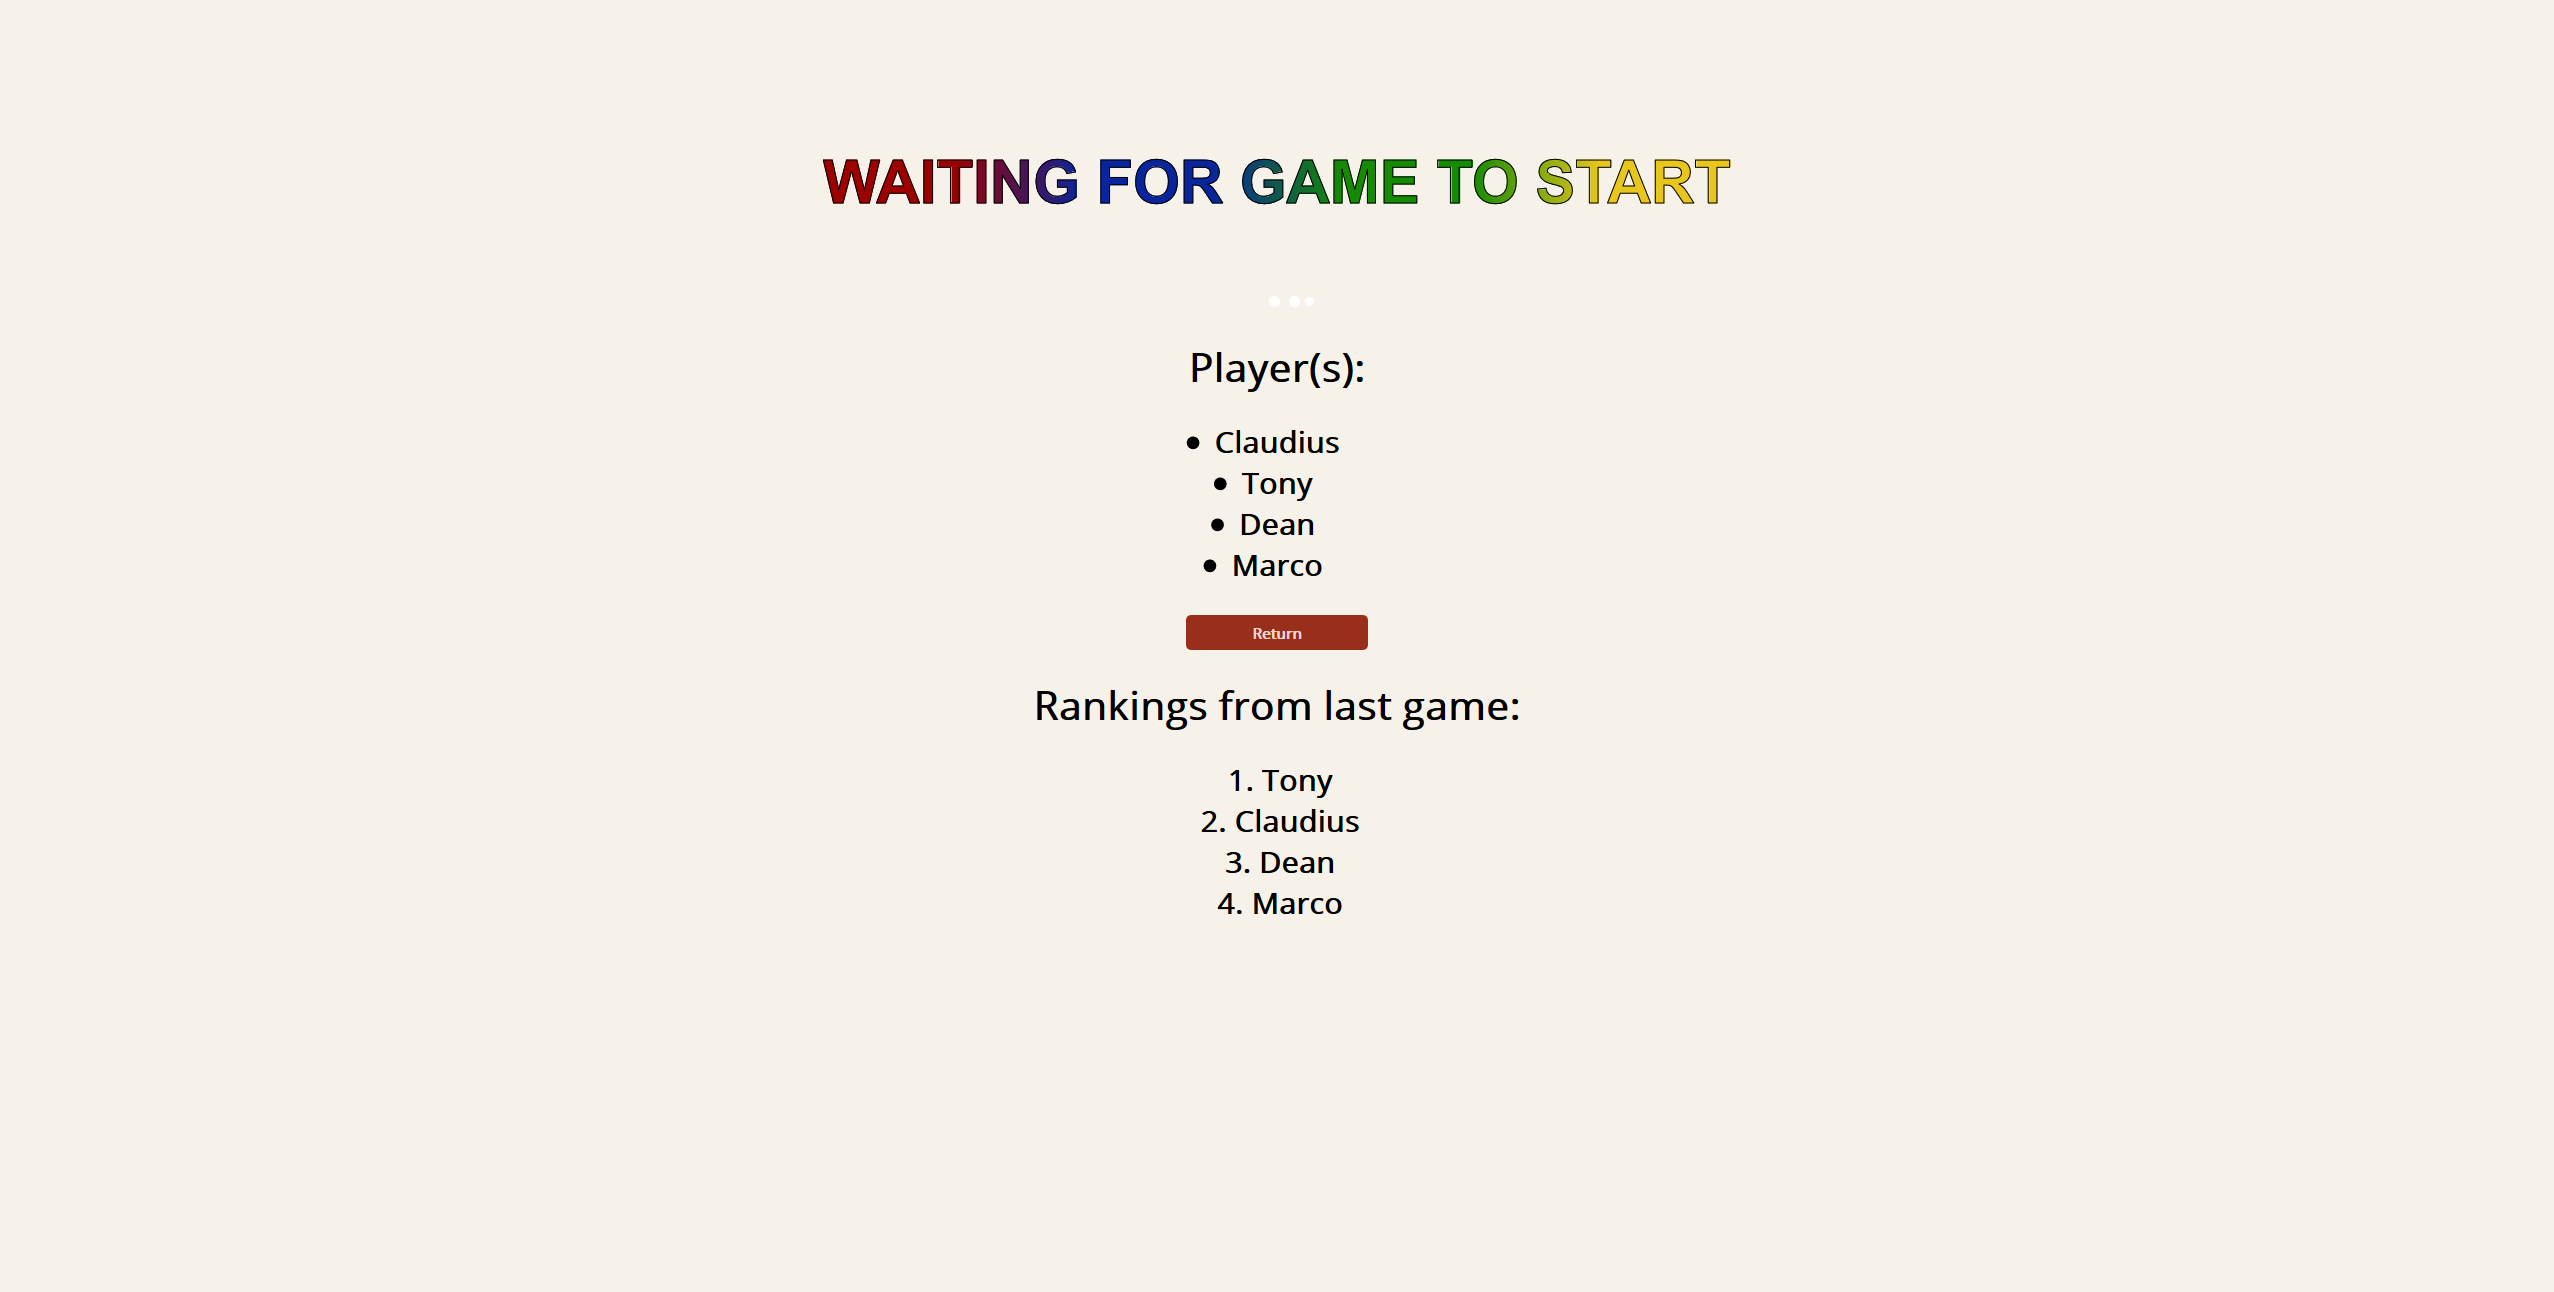 WAITING FOR GAME TO START
Player(s):
• Claudius
• Tony
• Dean
• Marco
Return
Rankings from last game:
1. Tony
2. Claudius
3. Dean
4. Marco